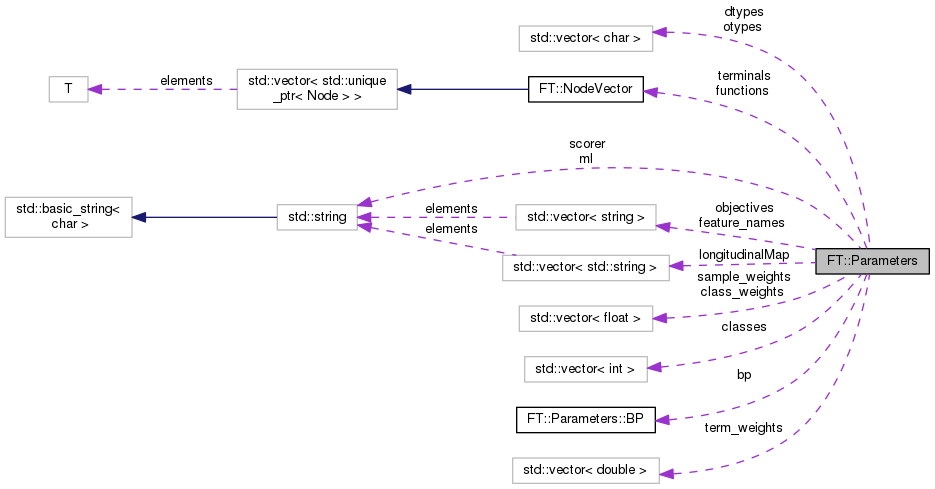 dtypes
otypes
std::vector< char >
terminals
functions
elements
std::vector< std::unique
_ptr< Node > >
T
FT::NodeVector
scorer
ml
std::basic_string<
char >
std::string
elements
std::vector< string >
objectives
feature_names
elements
std::vector< std::string >
longitudinalMap
FT::Parameters
sample_weights
class_weights
std::vector< float >
classes
std::vector< int >
bp
FT::Parameters::BP
term_weights
std::vector< double >